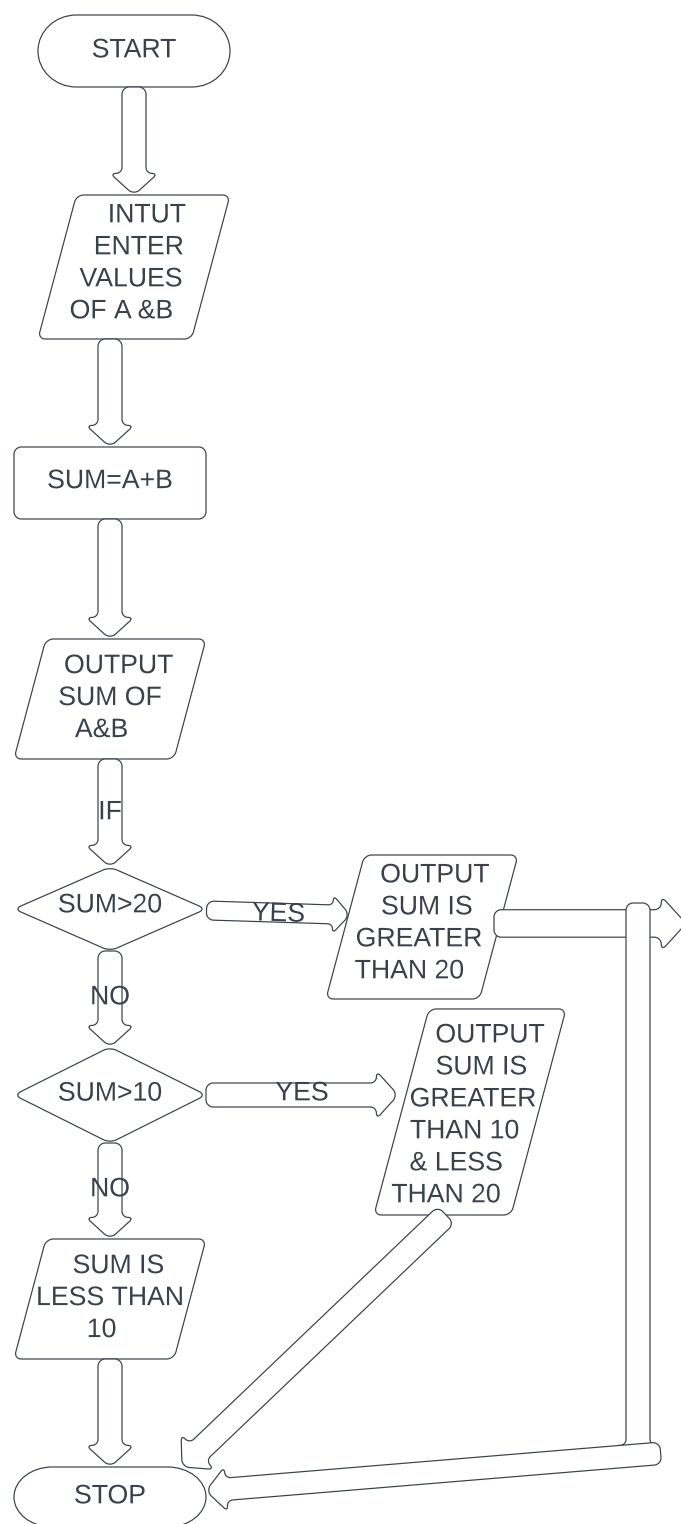 START
INTUT
ENTER
VALUES
OF A &B
SUM=A+B
OUTPUT
SUM OF
A&B
IF
SUM>20
YES
OUTPUT
SUM IS
GREATER
THAN 20
NO
SUM>10
YES
OUTPUT
SUM IS
GREATER
THAN 10
& LESS
THAN 20
NO
SUM IS
LESS THAN
10
STOP